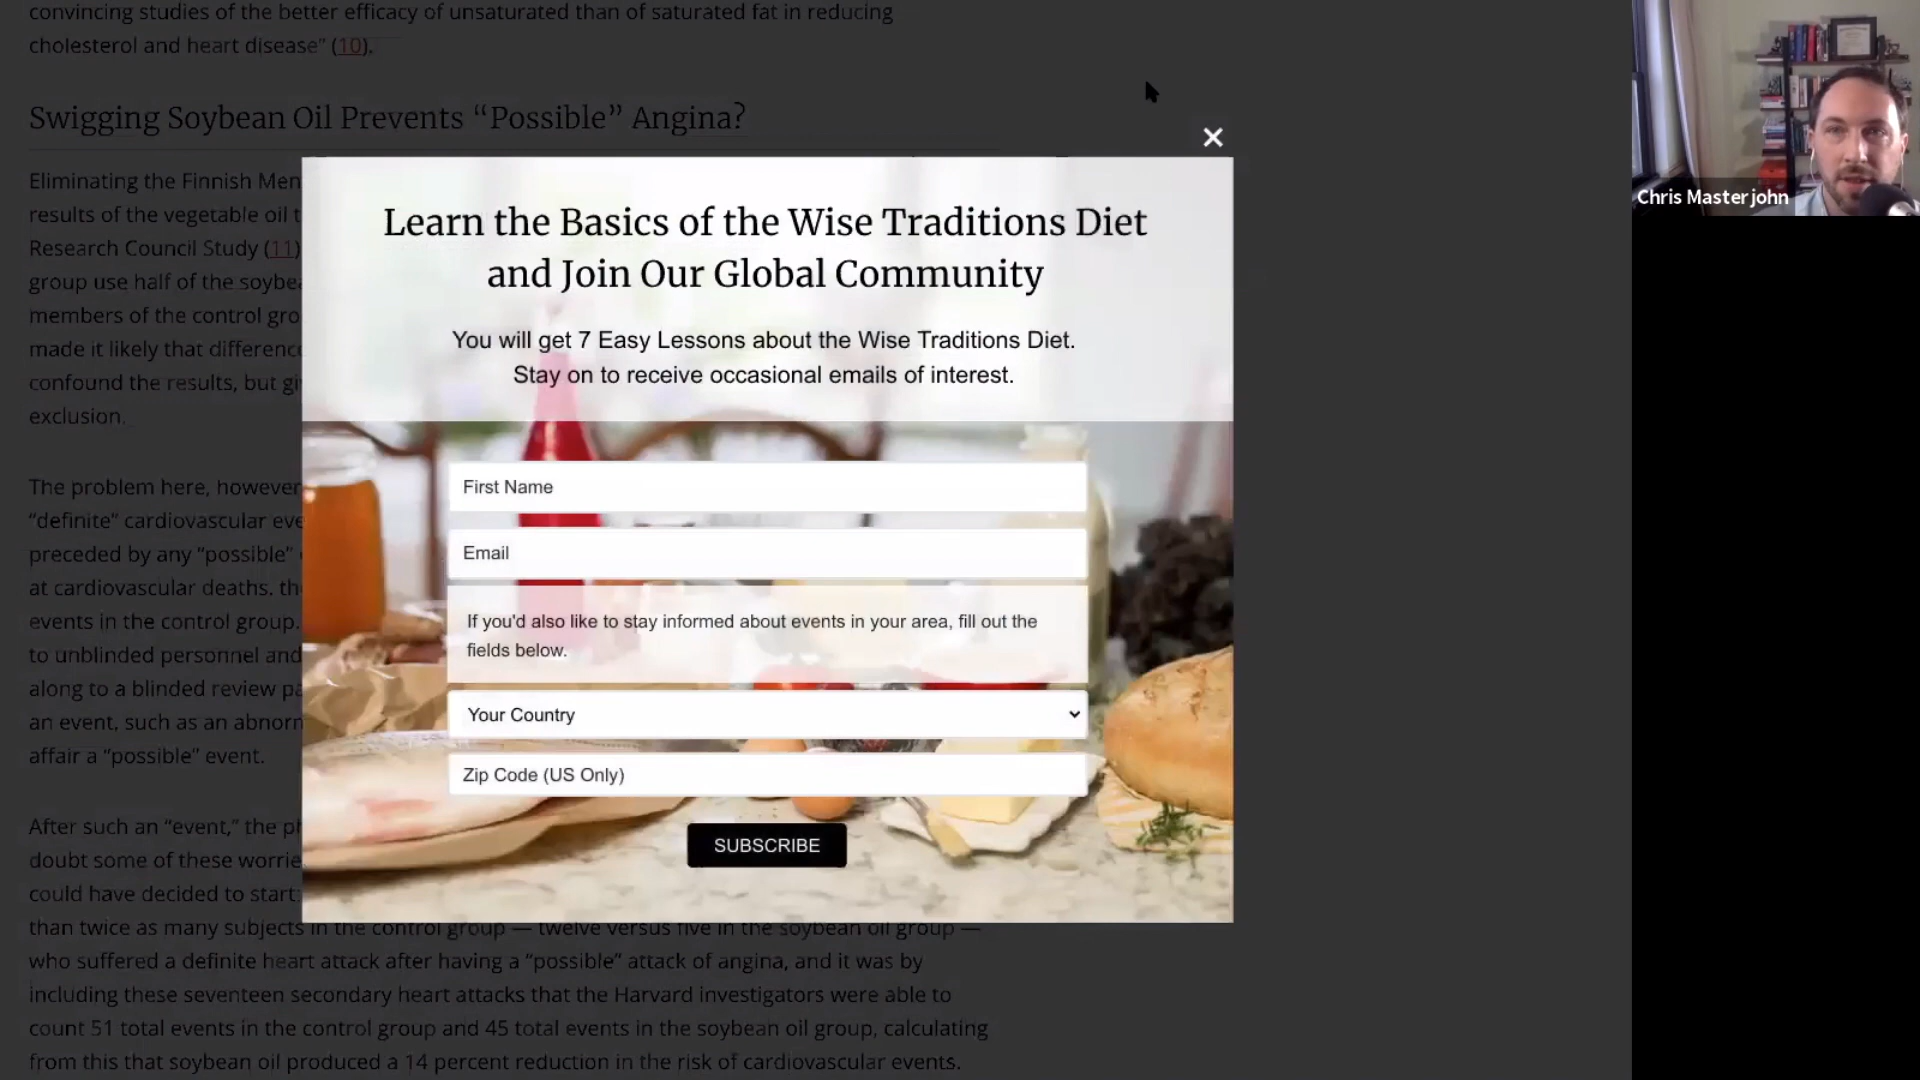 convincing studies of the better efficacy of unsaturated than of saturated fat in reducing
cholesterol and heart disease” (10).
Swigging Soybean Oil Prevents “Possible” Angina?
Eliminating the Finnish Men
results of the vegetable oil t
Research Council Study (11)
group use half of the soybe
members of the control gro
made it likely that difference
confound the results, but gi
exclusion.
The problem here, however
“definite” cardiovascular eve
preceded by any “possible”
at cardiovascular deaths. th
events in the control group.
to unblinded personnel and
along to a blinded review pa
an event, such as an abnorm
affair a “possible” event.
After such an “event,” the ph
doubt some of these worrie
could have decided to start
than twice as many subjects in the control group — twelve versus five in the soybean oil group —
who suffered a definite heart attack after having a “possible” attack of angina, and it was by
including these seventeen secondary heart attacks that the Harvard investigators were able to
count 51 total events in the control group and 45 total events in the soybean oil group, calculating
from this that soybean oil produced a 14 percent reduction in the risk of cardiovascular events.
Learn the Basics of the Wise Traditions Diet
and Join Our Global Community
You will get 7 Easy Lessons about the Wise Traditions Diet.
Stay on to receive occasional emails of interest.
First Name
Email
If you'd also like to stay informed about events in your area, fill out the
fields below.
Your Country
Zip Code (US Only)
SUBSCRIBE
Chris Masterjohn